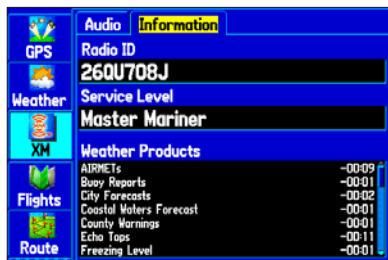 Audio Information
GPS
Radio ID
26QU708J
Weather
Service Level
Master Mariner
XM
Weather Products
AIRMETs -00:09
Buoy Reports -00:01
City Forecasts -00:02
Coastal Waters Forecast -00:01
County Warnings -00:01
Echo Tops -00:11
Freezing Level -00:01
Flights
Route